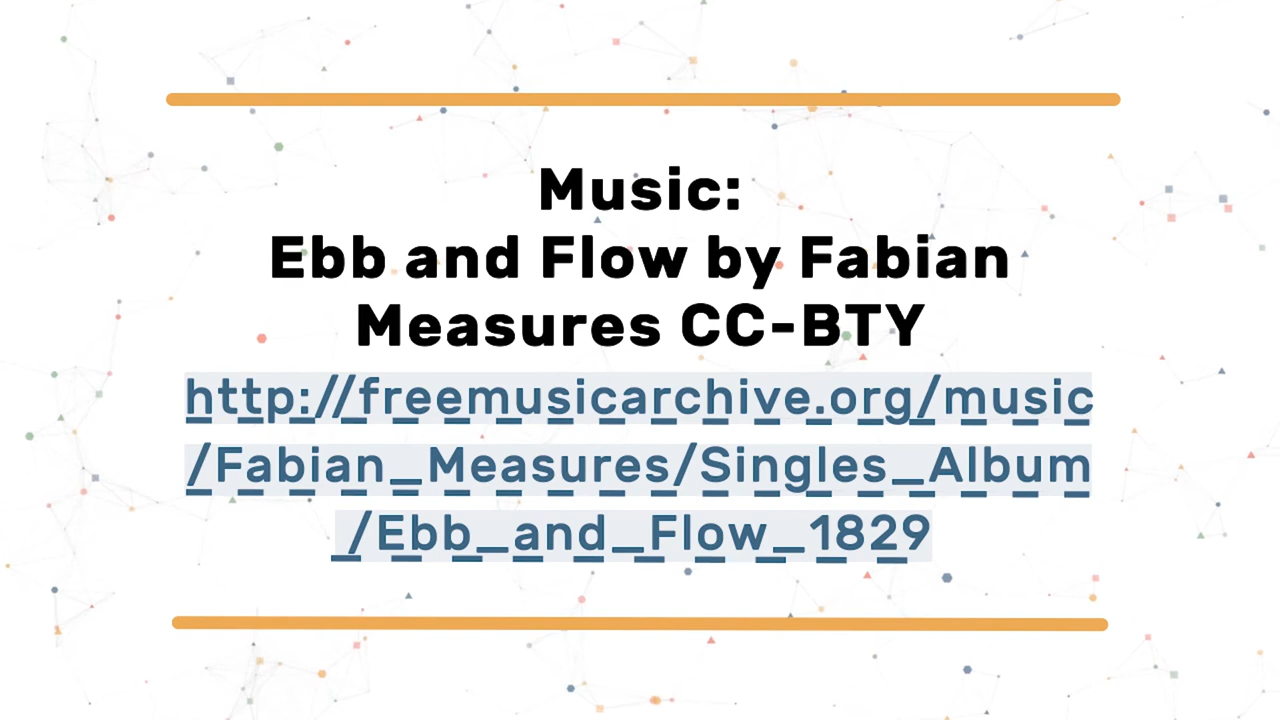 Music:
Ebb and Flow by Fabian
Measures CC-BTY
http://freemusicarchive.org/music
/Fabian_Measures/Singles_Album
/Ebb_and_Flow_1829